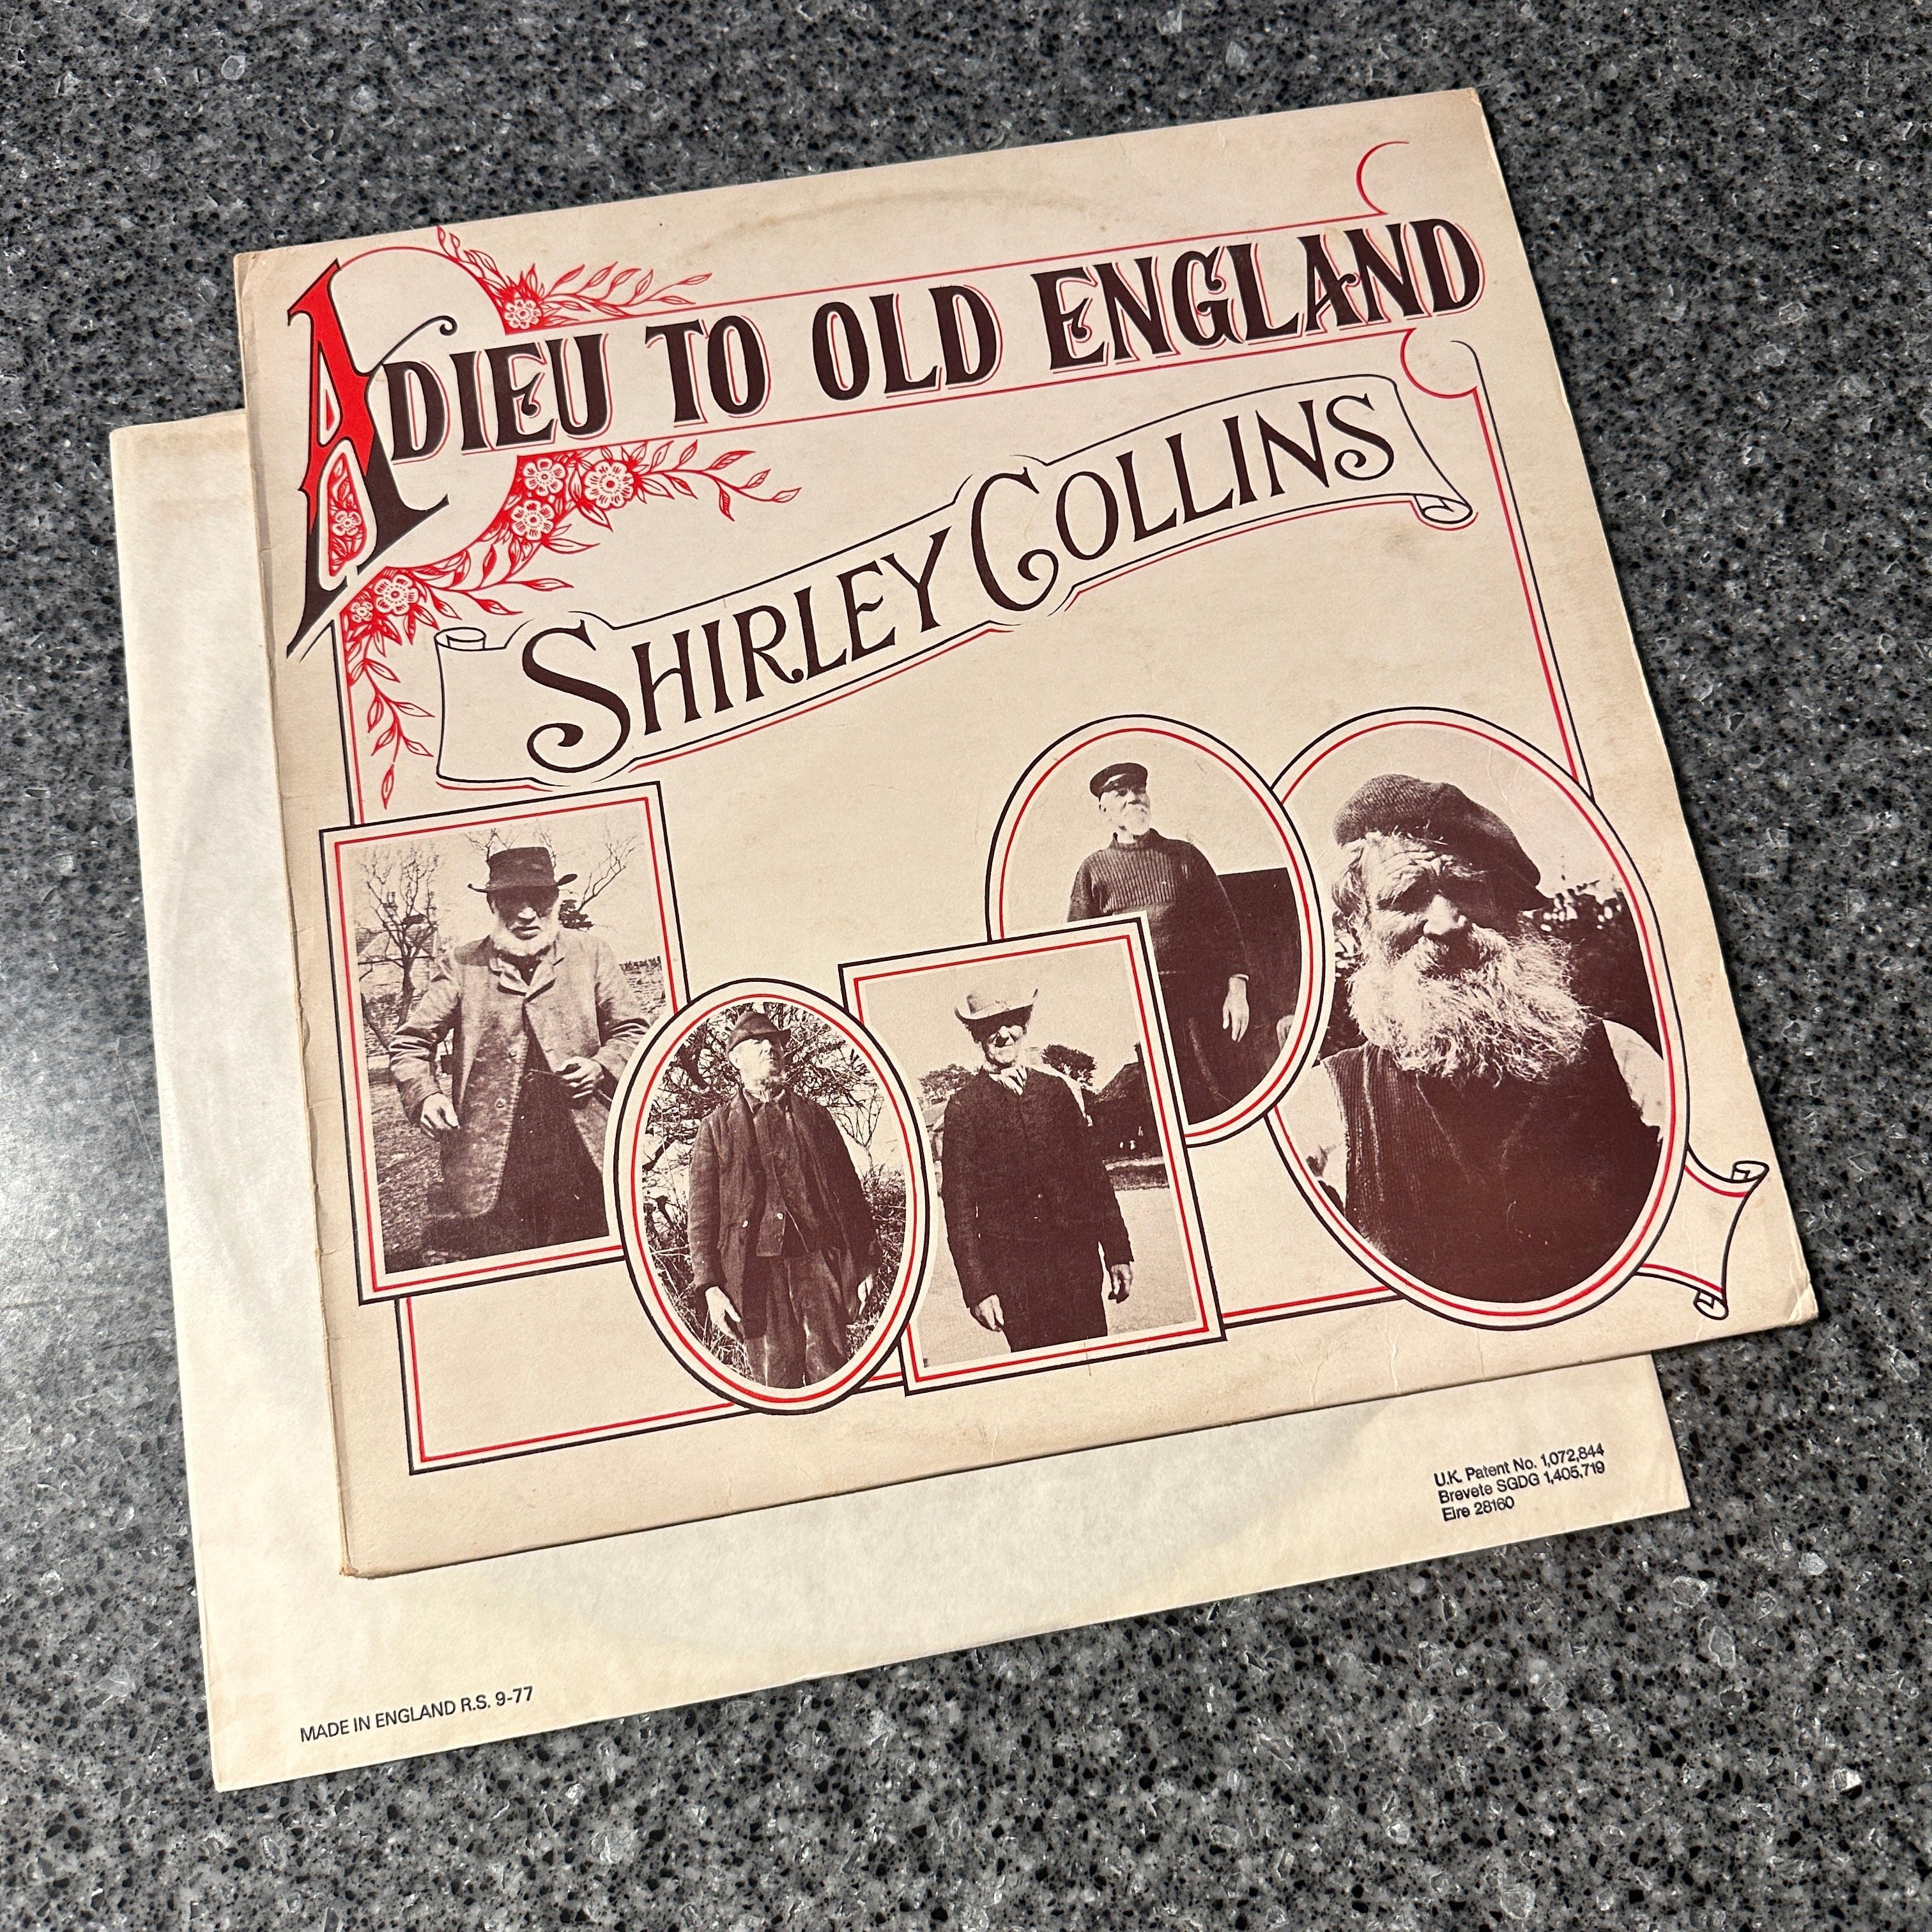 ADIEU TO OLD ENGLAND
SHIRLEY COLLINS
U.K. Patent No. 1,072,844
Brevete SGDG 1,405,719
Eire 28160
MADE IN ENGLAND R.S. 9-77